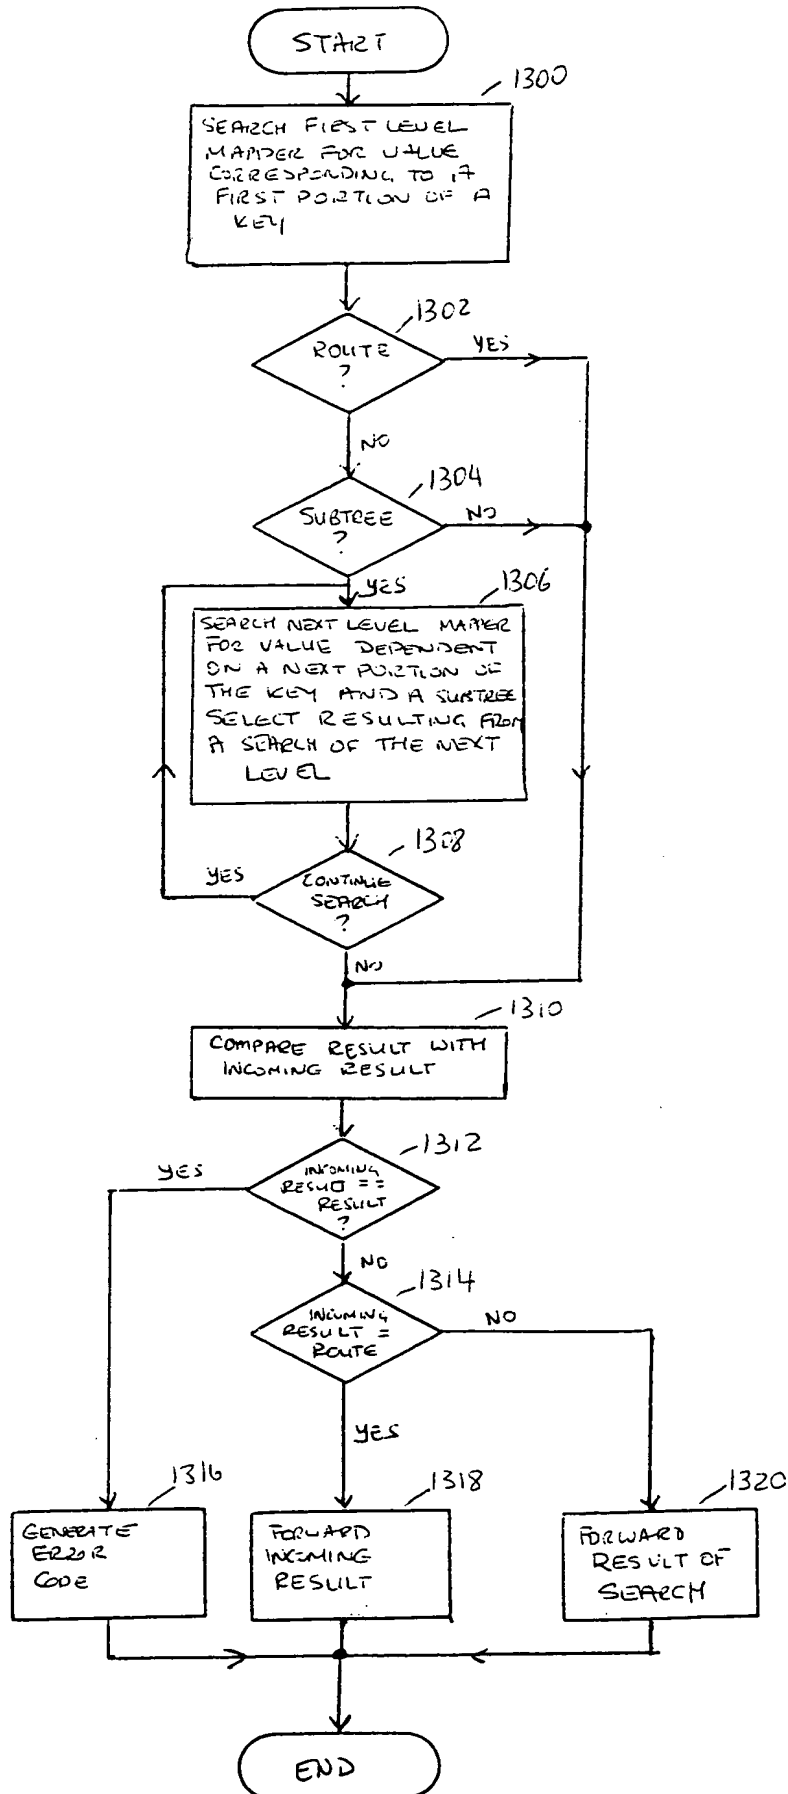 START
1300
SEARCH FIRST LEVEL
MAPPER FOR VALUE
CORRESPONDING TO A
FIRST PORTION OF A
KEY
1302
ROUTE
?
YES
NO
1304
SUBTREE
?
NO
YES
1306
SEARCH NEXT LEVEL MAPPER
FOR VALUE DEPENDENT
ON A NEXT PORTION OF
THE KEY AND A SUBTREE
SELECT RESULTING FROM
A SEARCH OF THE NEXT
LEVEL
1308
YES
CONTINUE
SEARCH
?
NO
1310
COMPARE RESULT WITH
INCOMING RESULT
1312
YES
INCOMING
RESULT ==
RESULT
?
NO
1314
INCOMING
RESULT =
ROUTE
NO
YES
1316
1318
1320
GENERATE
ERROR
CODE
FORWARD
INCOMING
RESULT
FORWARD
RESULT OF
SEARCH
END